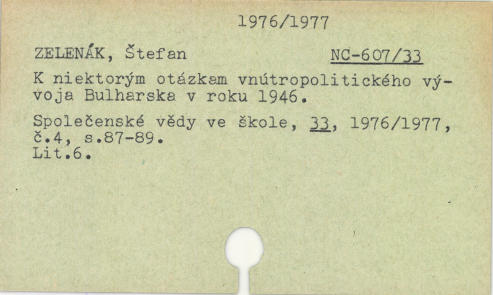 1976/1977
ZELENÁK, Štefan NC-607/33
K niektorým otázkam vnútropolitického vý-
voja Bulharska v roku 1946.
Společenské vědy ve škole, 33, 1976/1977,
č.4, s.87-89.
Lit.6.